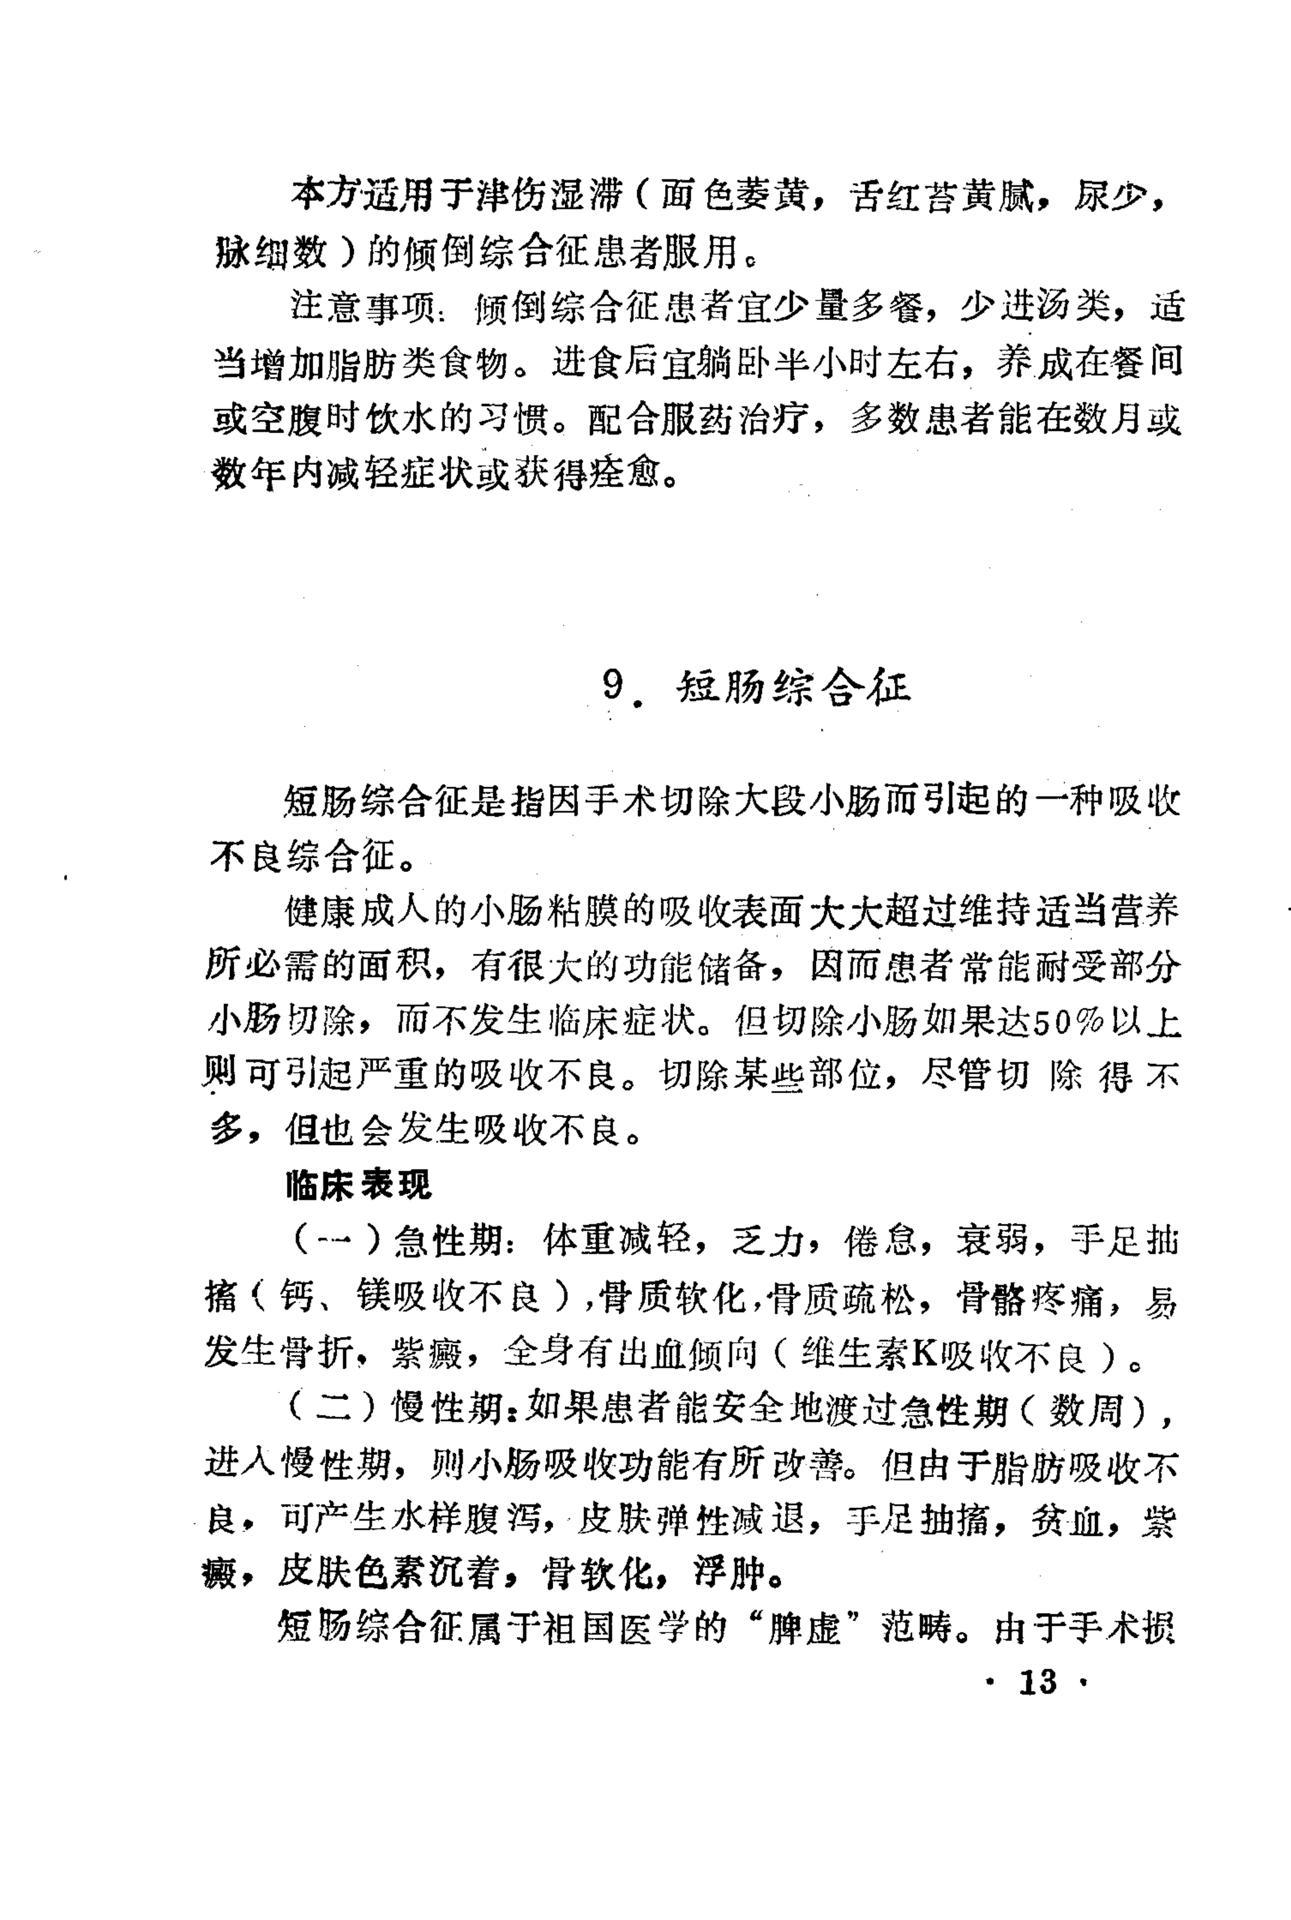 本方适用于津伤湿滞（面色萎黄，舌红苔黄腻，尿少，
脉细数）的倾倒综合征患者服用。
注意事项：倾倒综合征患者宜少量多餐，少进汤类，适
当增加脂肪类食物。进食后宜躺卧半小时左右，养成在餐间
或空腹时饮水的习惯。配合服药治疗，多数患者能在数月或
数年内减轻症状或获得痊愈。
9．短肠综合征
短肠综合征是指因手术切除大段小肠而引起的一种吸收
不良综合征。
健康成人的小肠粘膜的吸收表面大大超过维持适当营养
所必需的面积，有很大的功能储备，因而患者常能耐受部分
小肠切除，而不发生临床症状。但切除小肠如果达50%以上
则可引起严重的吸收不良。切除某些部位，尽管切除得不
多，但也会发生吸收不良。
临床表现
（一）急性期：体重减轻，乏力，倦怠，衰弱，手足抽
搐（钙、镁吸收不良），骨质软化，骨质疏松，骨骼疼痛，易
发生骨折，紫癜，全身有出血倾向（维生素K吸收不良）。
（二）慢性期：如果患者能安全地渡过急性期（数周），
进入慢性期，则小肠吸收功能有所改善。但由于脂肪吸收不
良，可产生水样腹泻，皮肤弹性减退，手足抽搐，贫血，紫
癜，皮肤色素沉着，骨软化，浮肿。
短肠综合征属于祖国医学的“脾虚”范畴。由于手术损
·13·